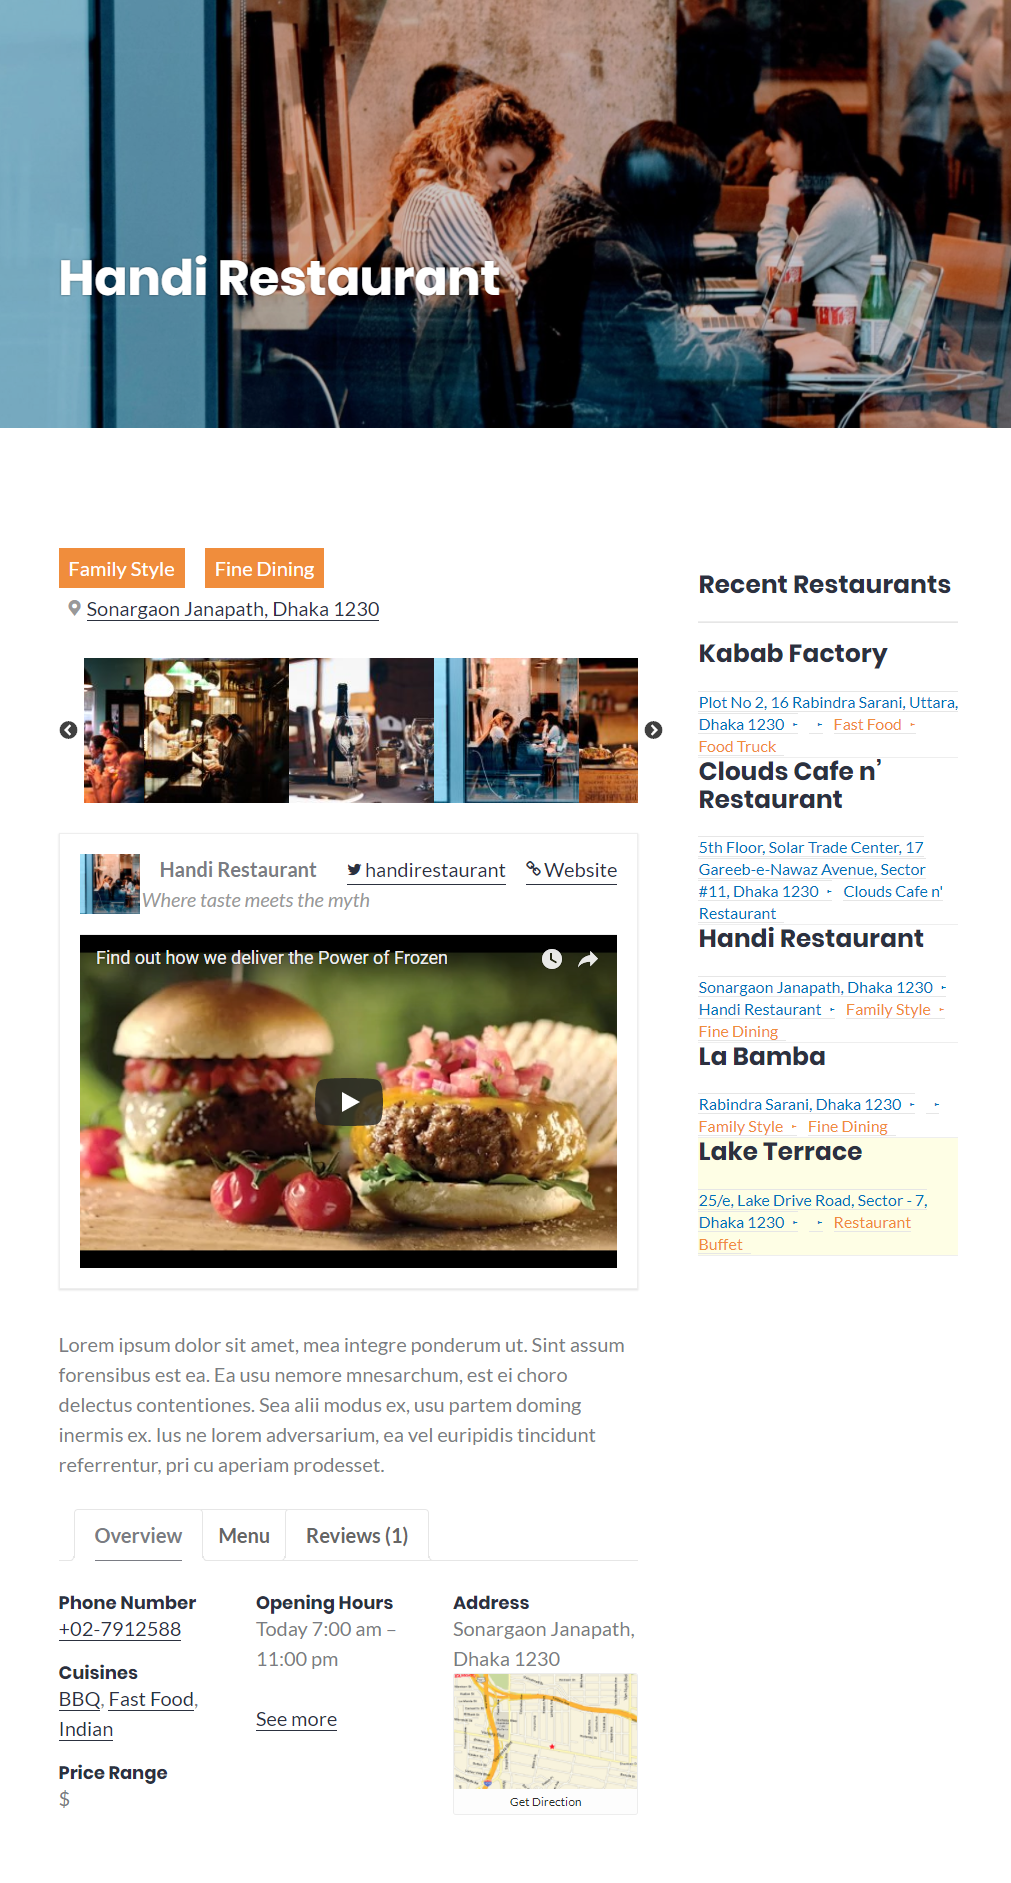 Handi Restaurant
Family Style
Fine Dining
Sonargaon Janapath, Dhaka 1230
Handi Restaurant
handirestaurant
Website
Where taste meets the myth
Find out how we deliver the Power of Frozen
Lorem ipsum dolor sit amet, mea integre ponderum ut. Sint assum
forensibus est ea. Ea usu nemore mnesarchum, est ei choro
delectus contentiones. Sea alii modus ex, usu partem doming
inermis ex. Ius ne lorem adversarium, ea vel euripidis tincidunt
referrentur, pri cu aperiam prodesset.
Overview
Menu
Reviews (1)
Phone Number
+02-7912588
Cuisines
BBQ, Fast Food,
Indian
Price Range
$
Opening Hours
Today 7:00 am –
11:00 pm
See more
Address
Sonargaon Janapath,
Dhaka 1230
Get Direction
Recent Restaurants
Kabab Factory
Plot No 2, 16 Rabindra Sarani, Uttara,
Dhaka 1230 Fast Food
Food Truck
Clouds Cafe n’
Restaurant
5th Floor, Solar Trade Center, 17
Gareeb-e-Nawaz Avenue, Sector
#11, Dhaka 1230 Clouds Cafe n'
Restaurant
Handi Restaurant
Sonargaon Janapath, Dhaka 1230
Handi Restaurant Family Style
Fine Dining
La Bamba
Rabindra Sarani, Dhaka 1230
Family Style Fine Dining
Lake Terrace
25/e, Lake Drive Road, Sector - 7,
Dhaka 1230 Restaurant
Buffet